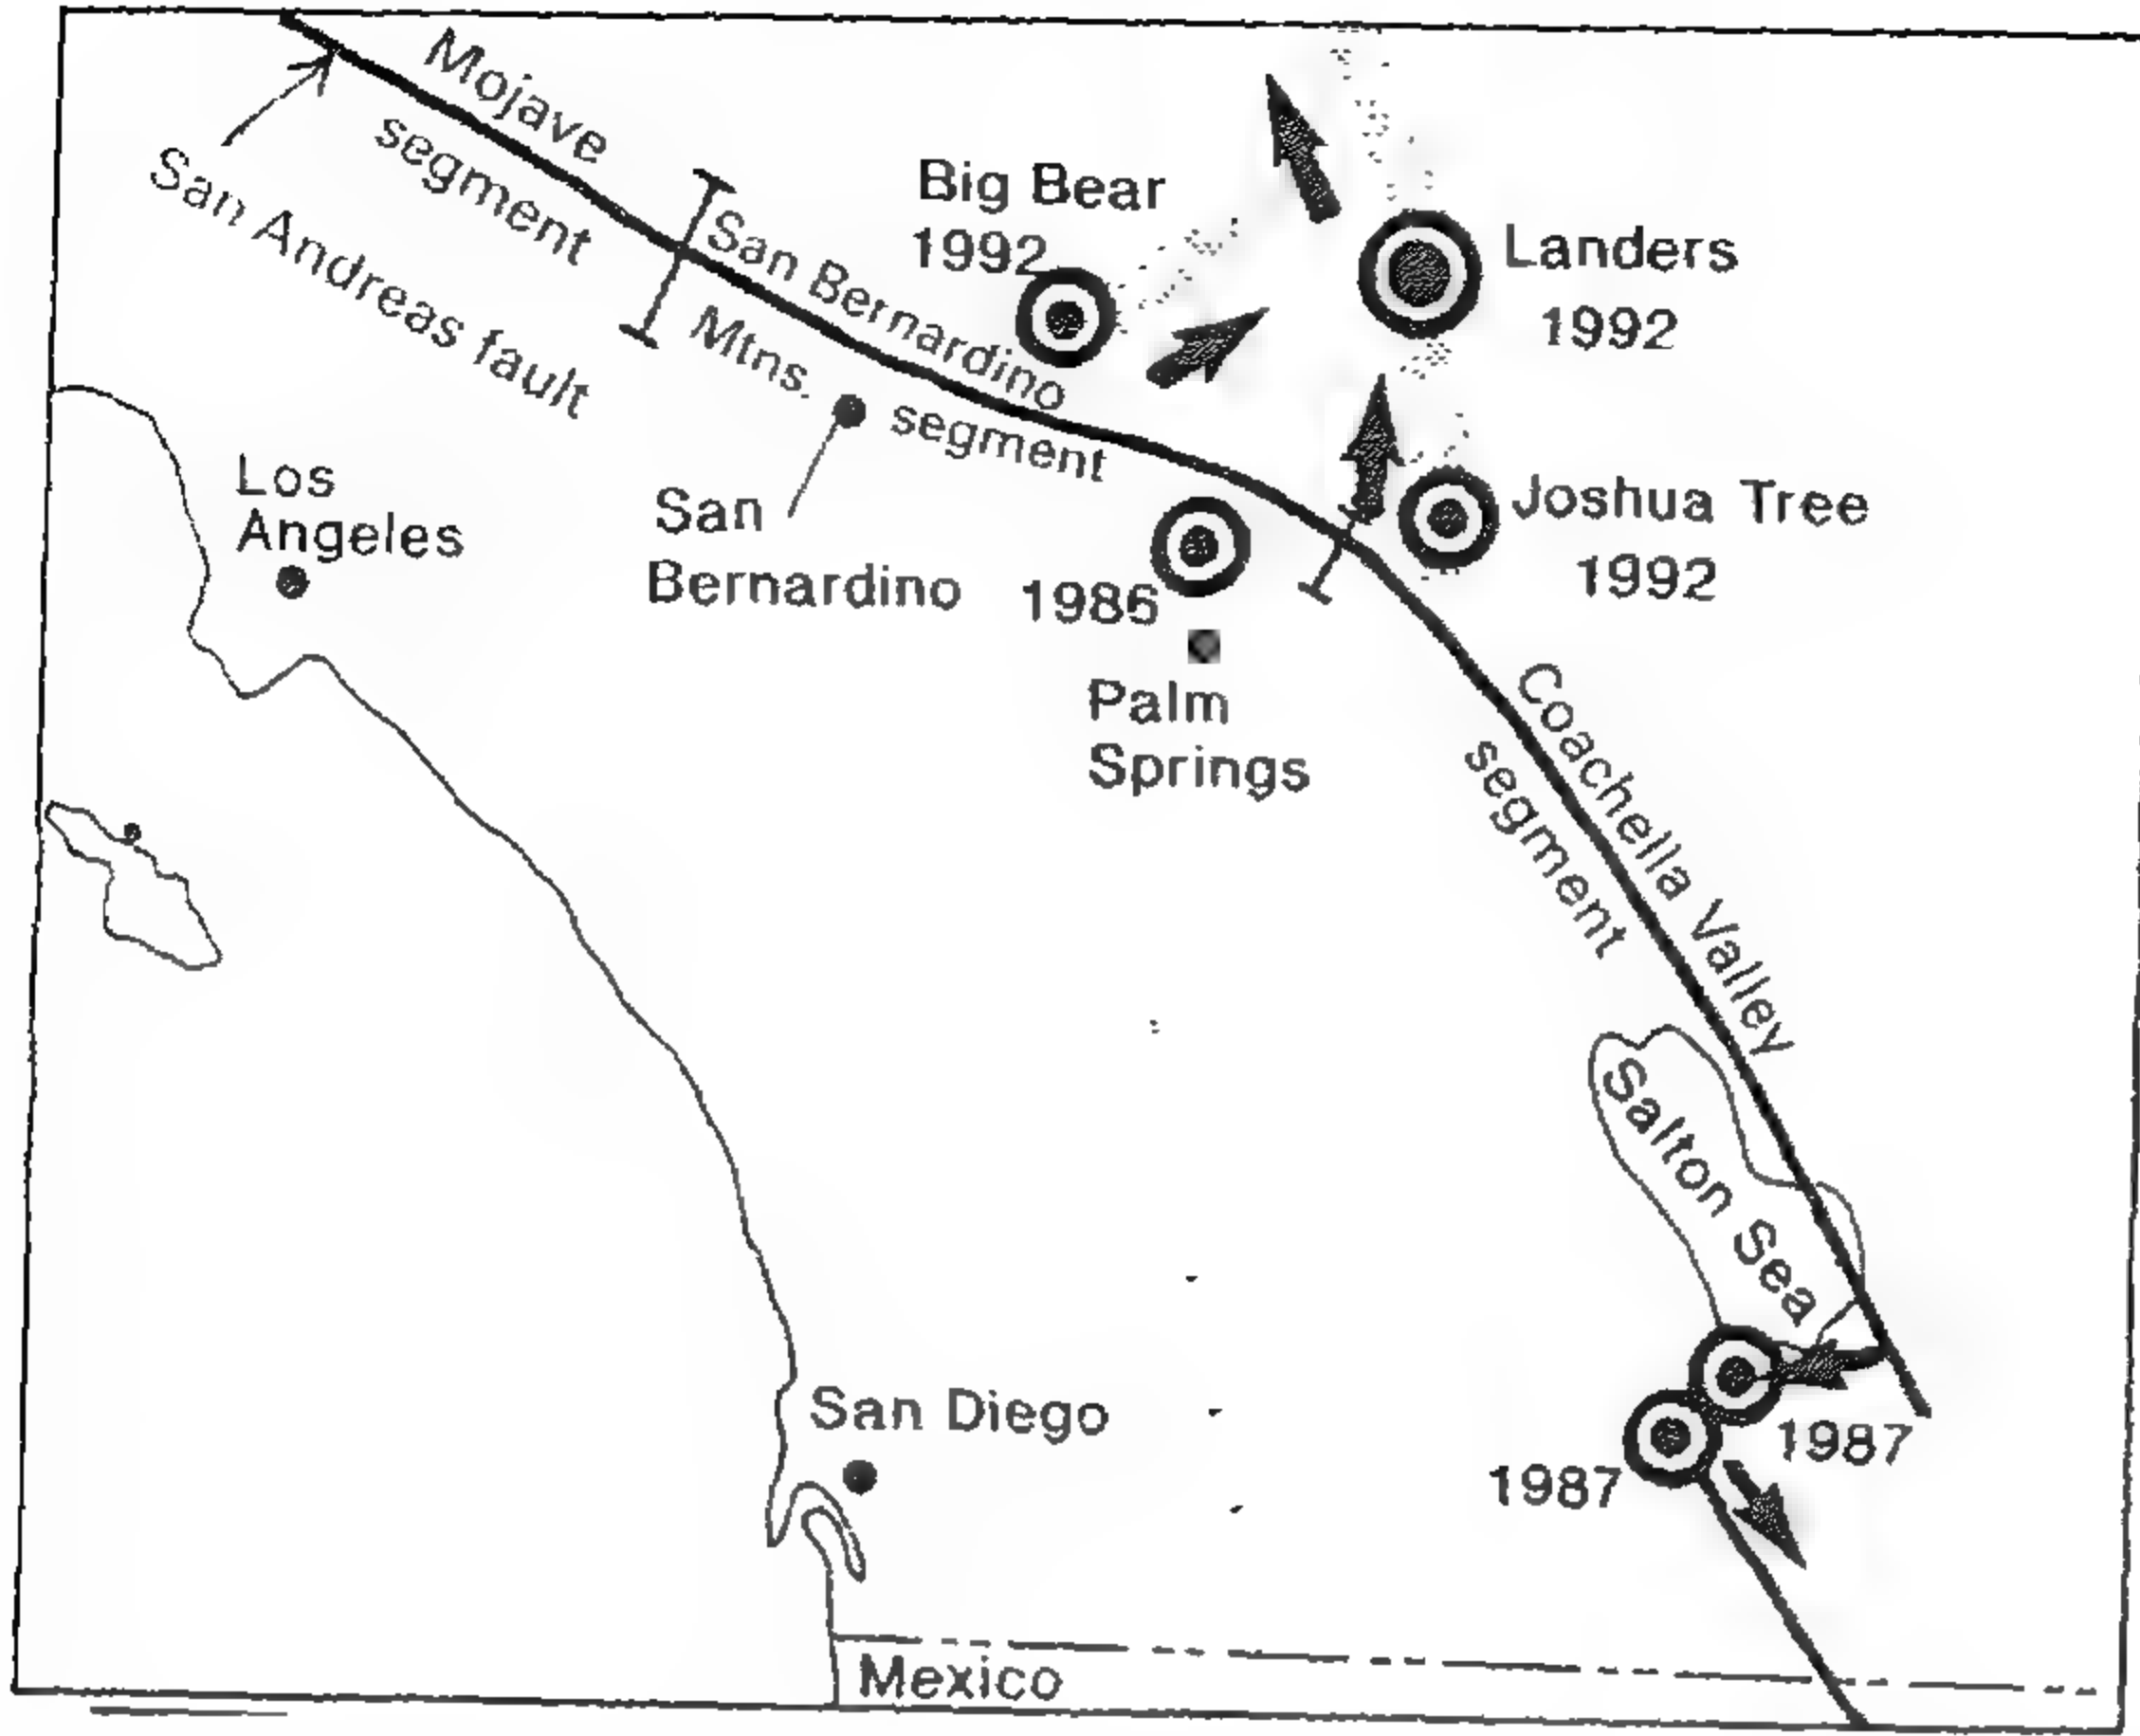 Mojave
segment
San Andreas fault
San Bernardino
Mtns.
segment
Big Bear
1992
Landers
1992
Los
Angeles
San
Bernardino
1986
Joshua Tree
1992
Palm
Springs
Coachella Valley
segment
Salton Sea
San Diego
1987
1987
Mexico